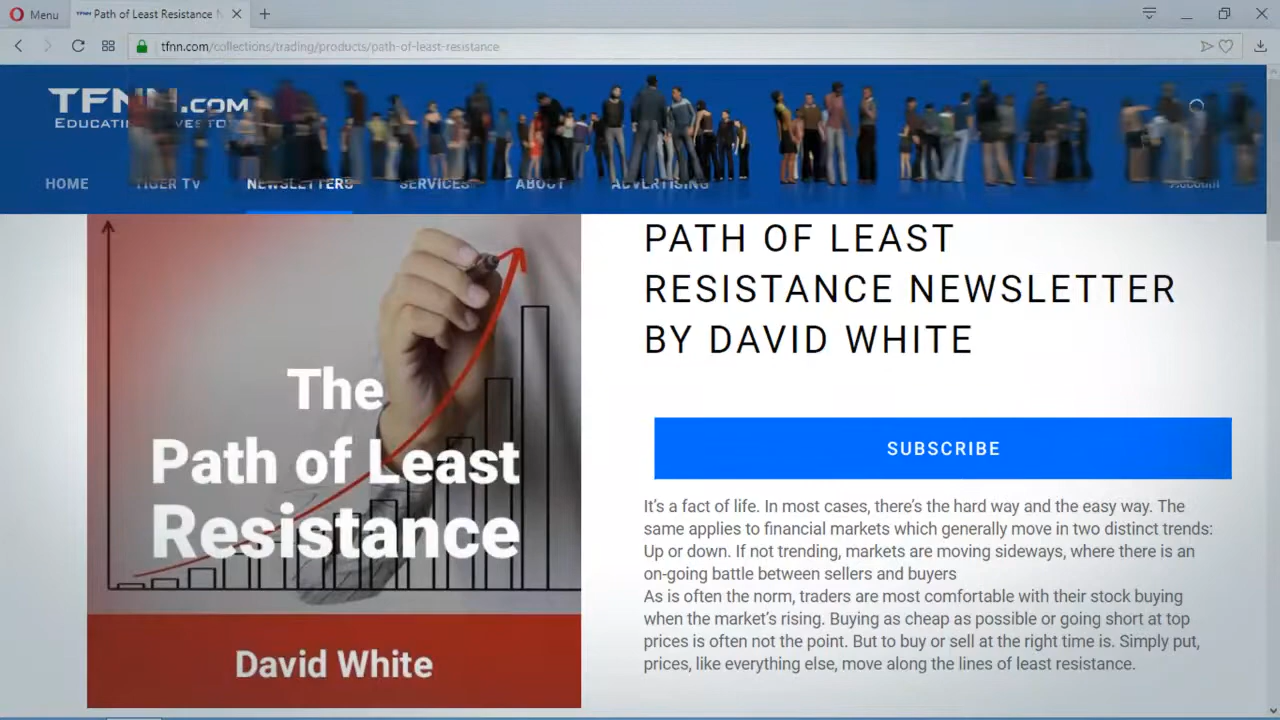 Menu
Path of Least Resistance N
tfnn.com/collections/trading/products/path-of-least-resistance
TFNN.COM
EDUCATING INVESTORS
HOME
TIGER TV
NEWSLETTERS
SERVICES
ABOUT
ADVERTISING
Account
The
Path of Least
Resistance
David White
PATH OF LEAST
RESISTANCE NEWSLETTER
BY DAVID WHITE
SUBSCRIBE
It's a fact of life. In most cases, there's the hard way and the easy way. The
same applies to financial markets which generally move in two distinct trends:
Up or down. If not trending, markets are moving sideways, where there is an
on-going battle between sellers and buyers
As is often the norm, traders are most comfortable with their stock buying
when the market's rising. Buying as cheap as possible or going short at top
prices is often not the point. But to buy or sell at the right time is. Simply put,
prices, like everything else, move along the lines of least resistance.